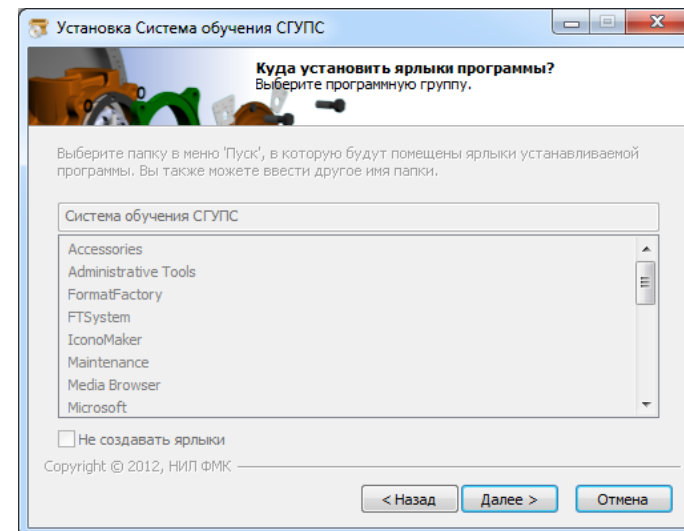 Установка Система обучения СГУПС
Куда установить ярлыки программы?
Выберите программную группу.
Выберите папку в меню 'Пуск', в которую будут помещены ярлыки устанавливаемой
программы. Вы также можете ввести другое имя папки.
Система обучения СГУПС
Accessories
Administrative Tools
FormatFactory
FTSystem
IconoMaker
Maintenance
Media Browser
Microsoft
Не создавать ярлыки
Copyright © 2012, НИЛ ФМК
< Назад
Далее >
Отмена